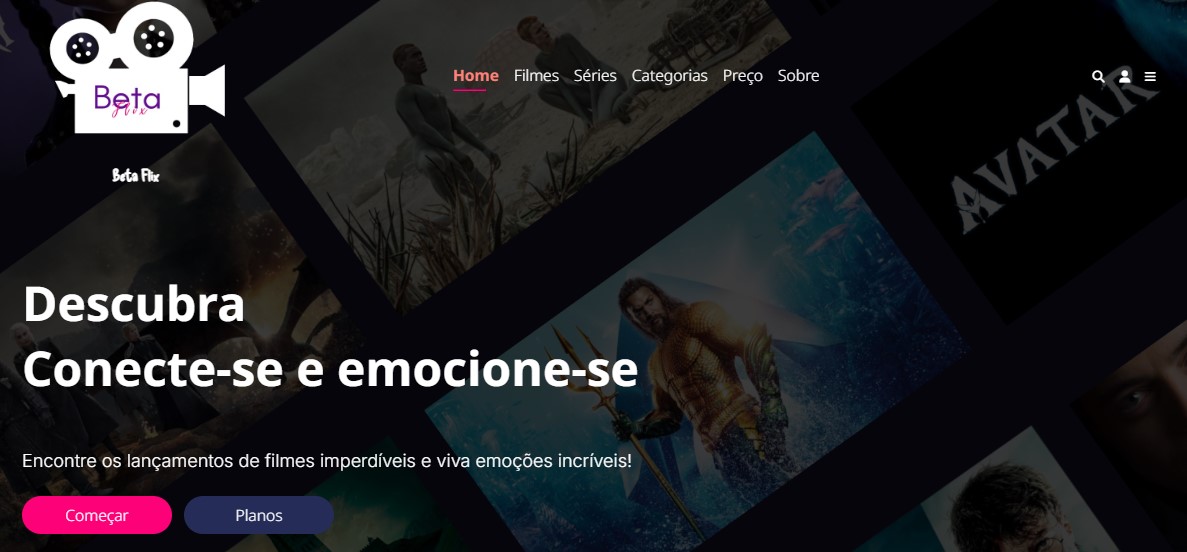 Beta
flix
Beta Flix
Home Filmes Séries Categorias Preço Sobre
AVATAR
Descubra
Conecte-se e emocione-se
Encontre os lançamentos de filmes imperdíveis e viva emoções incríveis!
Começar Planos